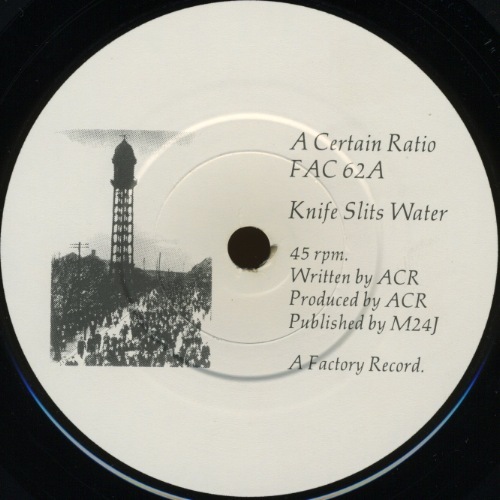 A Certain Ratio
FAC 62A
Knife Slits Water
45 rpm.
Written by ACR
Produced by ACR
Published by M24J
A Factory Record.